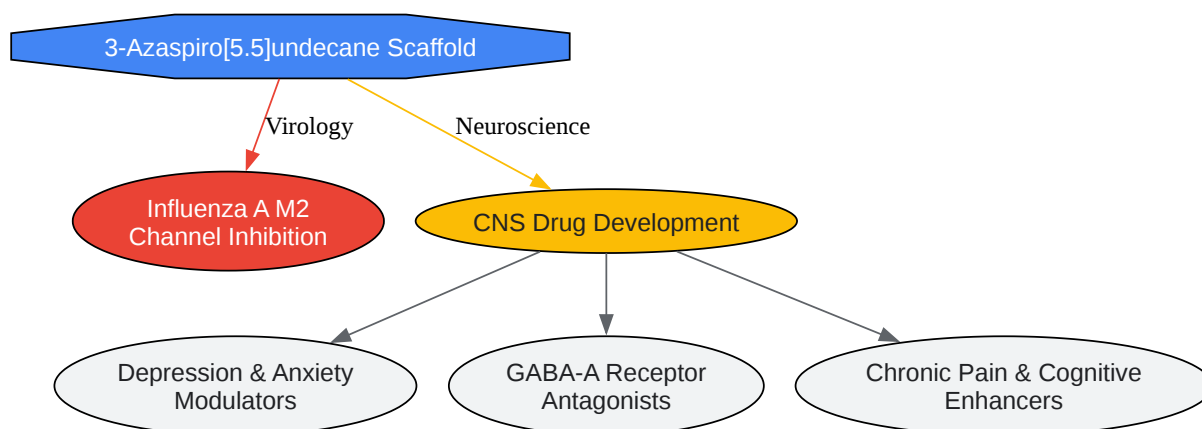 3-Azaspiro[5.5]undecane Scaffold
Virology
Neuroscience
Influenza A M2
Channel Inhibition
CNS Drug Development
Depression & Anxiety
Modulators
GABA-A Receptor
Antagonists
Chronic Pain & Cognitive
Enhancers